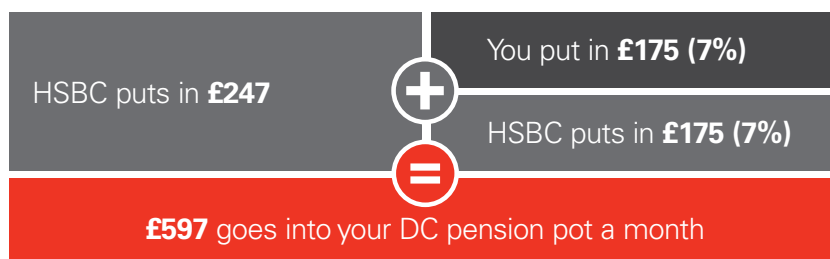 HSBC puts in £247
+
You put in £175 (7%)
HSBC puts in £175 (7%)
=
£597 goes into your DC pension pot a month